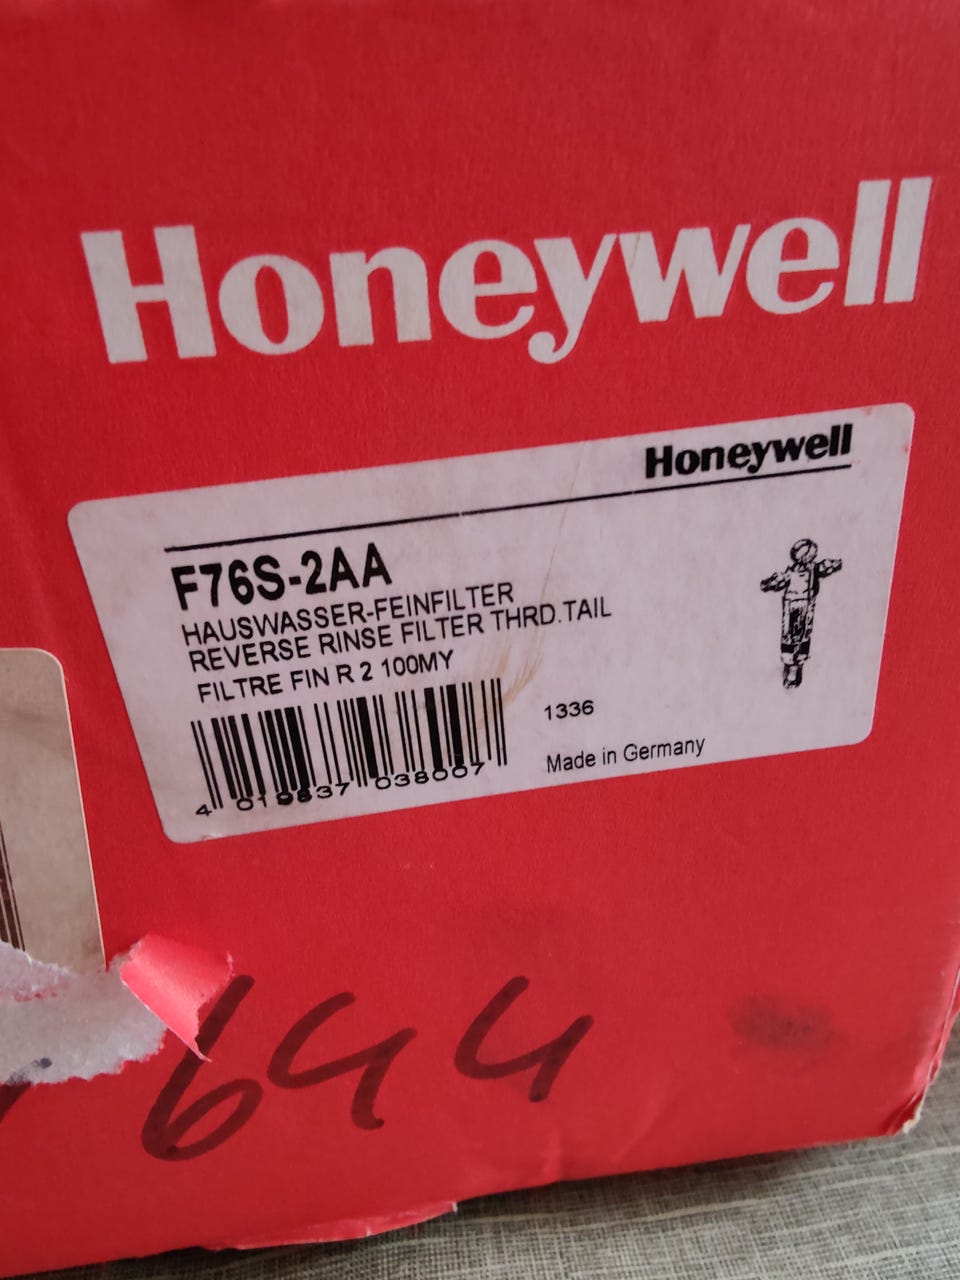 Honeywell
Honeywell
F76S-2AA
HAUSWASSER-FEINFILTER
REVERSE RINSE FILTER THRD.TAIL
FILTRE FIN R 2 100MY
1336
Made in Germany
4 019837 038007
644